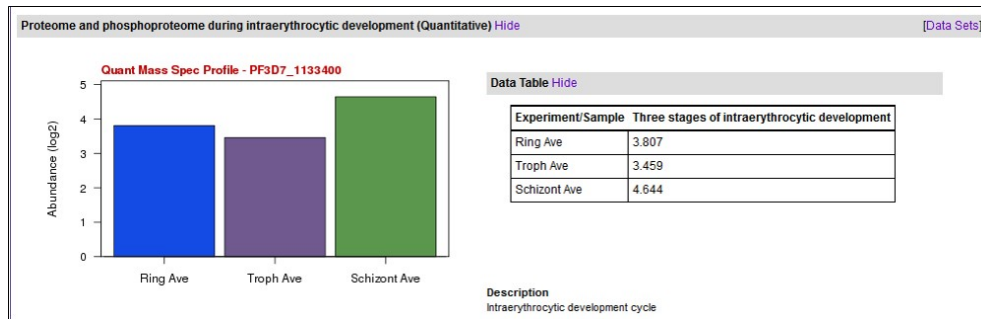 Proteome and phosphoproteome during intraerythrocytic development (Quantitative) Hide [Data Sets]
Quant Mass Spec Profile - PF3D7_1133400
Abundance (log2)
5
4
3
2
1
0
Ring Ave Troph Ave Schizont Ave
Data Table Hide
Experiment/Sample Three stages of intraerythrocytic development
Ring Ave 3.807
Troph Ave 3.459
Schizont Ave 4.644
Description
Intraerythrocytic development cycle